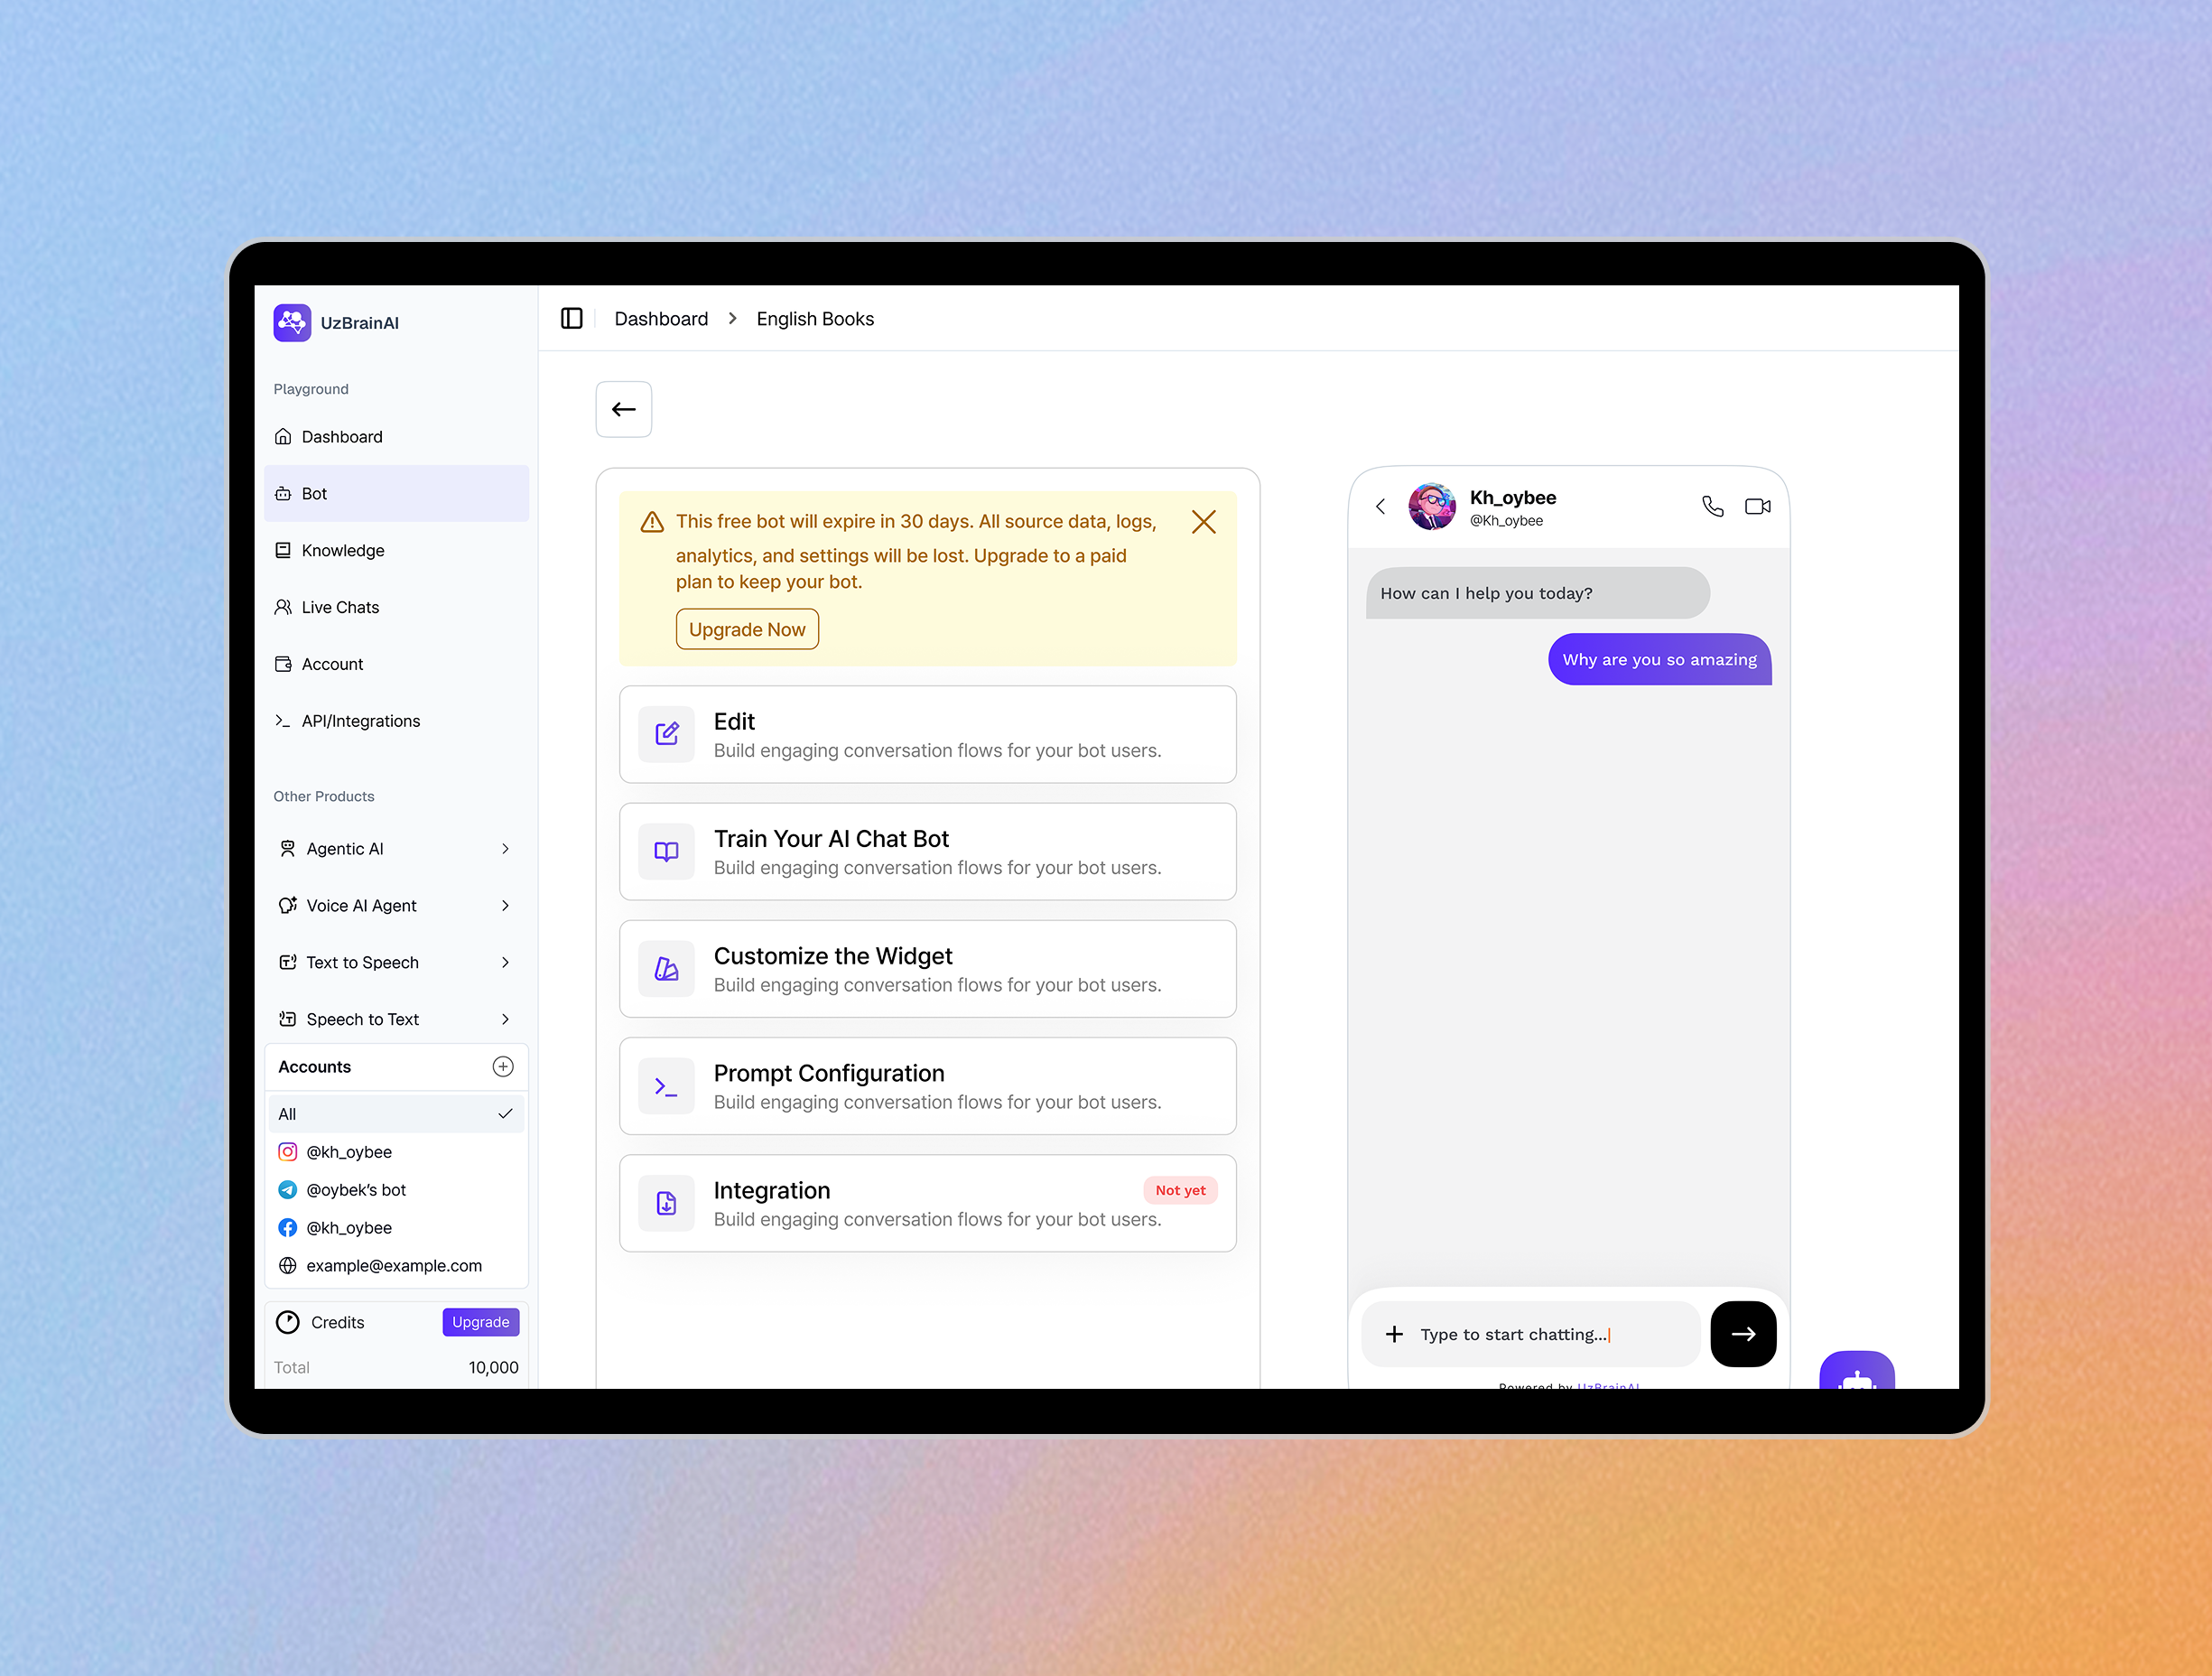 UzBrainAI
Playground
Dashboard
Bot
Knowledge
Live Chats
Account
API/Integrations
Other Products
Agentic AI
Voice AI Agent
Text to Speech
Speech to Text
Accounts
All
@kh_oybee
@oybek’s bot
@kh_oybee
example@example.com
Credits
Upgrade
Total
10,000
Dashboard
English Books
This free bot will expire in 30 days. All source data, logs,
analytics, and settings will be lost. Upgrade to a paid
plan to keep your bot.
Upgrade Now
Edit
Build engaging conversation flows for your bot users.
Train Your AI Chat Bot
Build engaging conversation flows for your bot users.
Customize the Widget
Build engaging conversation flows for your bot users.
Prompt Configuration
Build engaging conversation flows for your bot users.
Integration
Not yet
Build engaging conversation flows for your bot users.
Kh_oybee
@Kh_oybee
How can I help you today?
Why are you so amazing
Type to start chatting...
Powered by UzBrainAI